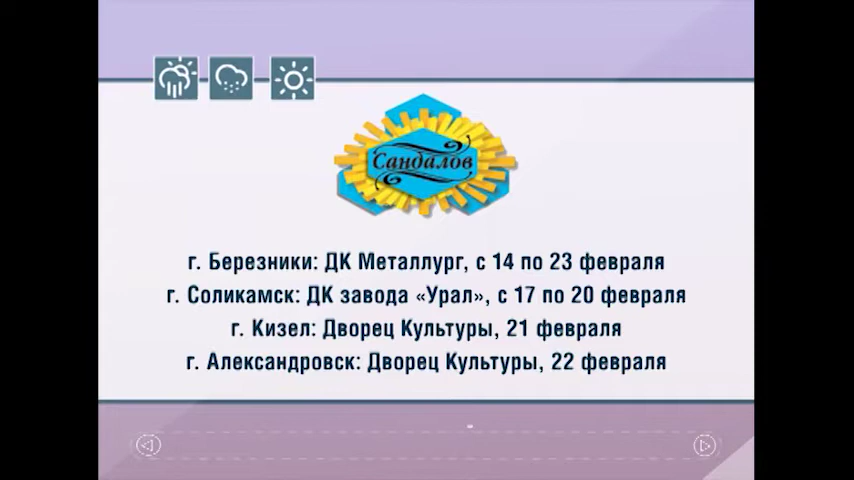 Сандалов
г. Березники: ДК Металлург, с 14 по 23 февраля
г. Соликамск: ДК завода «Урал», с 17 по 20 февраля
г. Кизел: Дворец Культуры, 21 февраля
г. Александровск: Дворец Культуры, 22 февраля